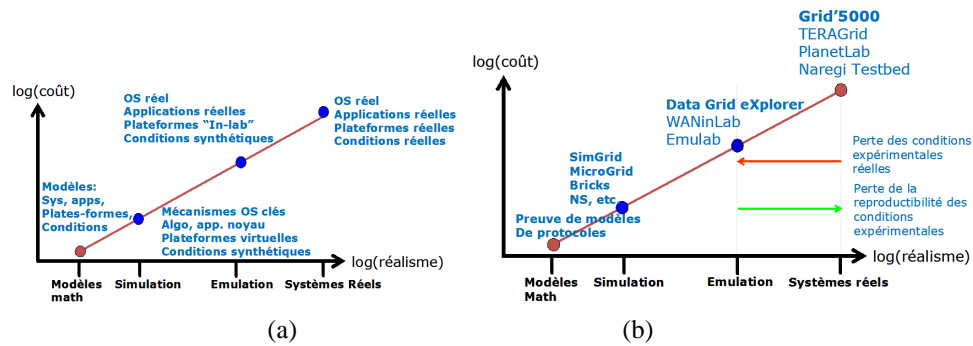 log(coût)
OS réel
Applications réelles
Plateformes “In-lab”
Conditions synthétiques
OS réel
Applications réelles
Plateformes réelles
Conditions réelles
Modèles:
Sys, apps,
Plates-formes,
Conditions
Mécanismes OS clés
Algo, app. noyau
Plateformes virtuelles
Conditions synthétiques
log(réalisme)
Modèles
math
Simulation
Emulation
Systèmes Réels
(a)
log(coût)
Grid’5000
TERAGrid
PlanetLab
Naregi Testbed
Data Grid eXplorer
WANinLab
Emulab
SimGrid
MicroGrid
Bricks
NS, etc.
Preuve de modèles
De protocoles
Perte des conditions
expérimentales
réelles
Perte de la
reproductibilité des
conditions
expérimentales
log(réalisme)
Modèles
Math
Simulation
Emulation
Systèmes réels
(b)